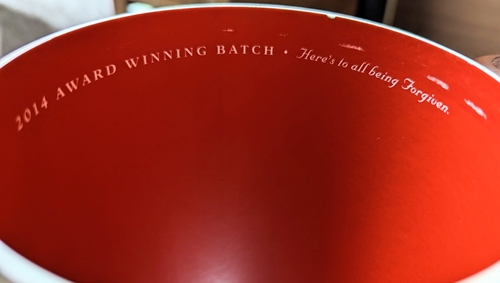 2014 AWARD WINNING BATCH • Here's to all being Forgiven.